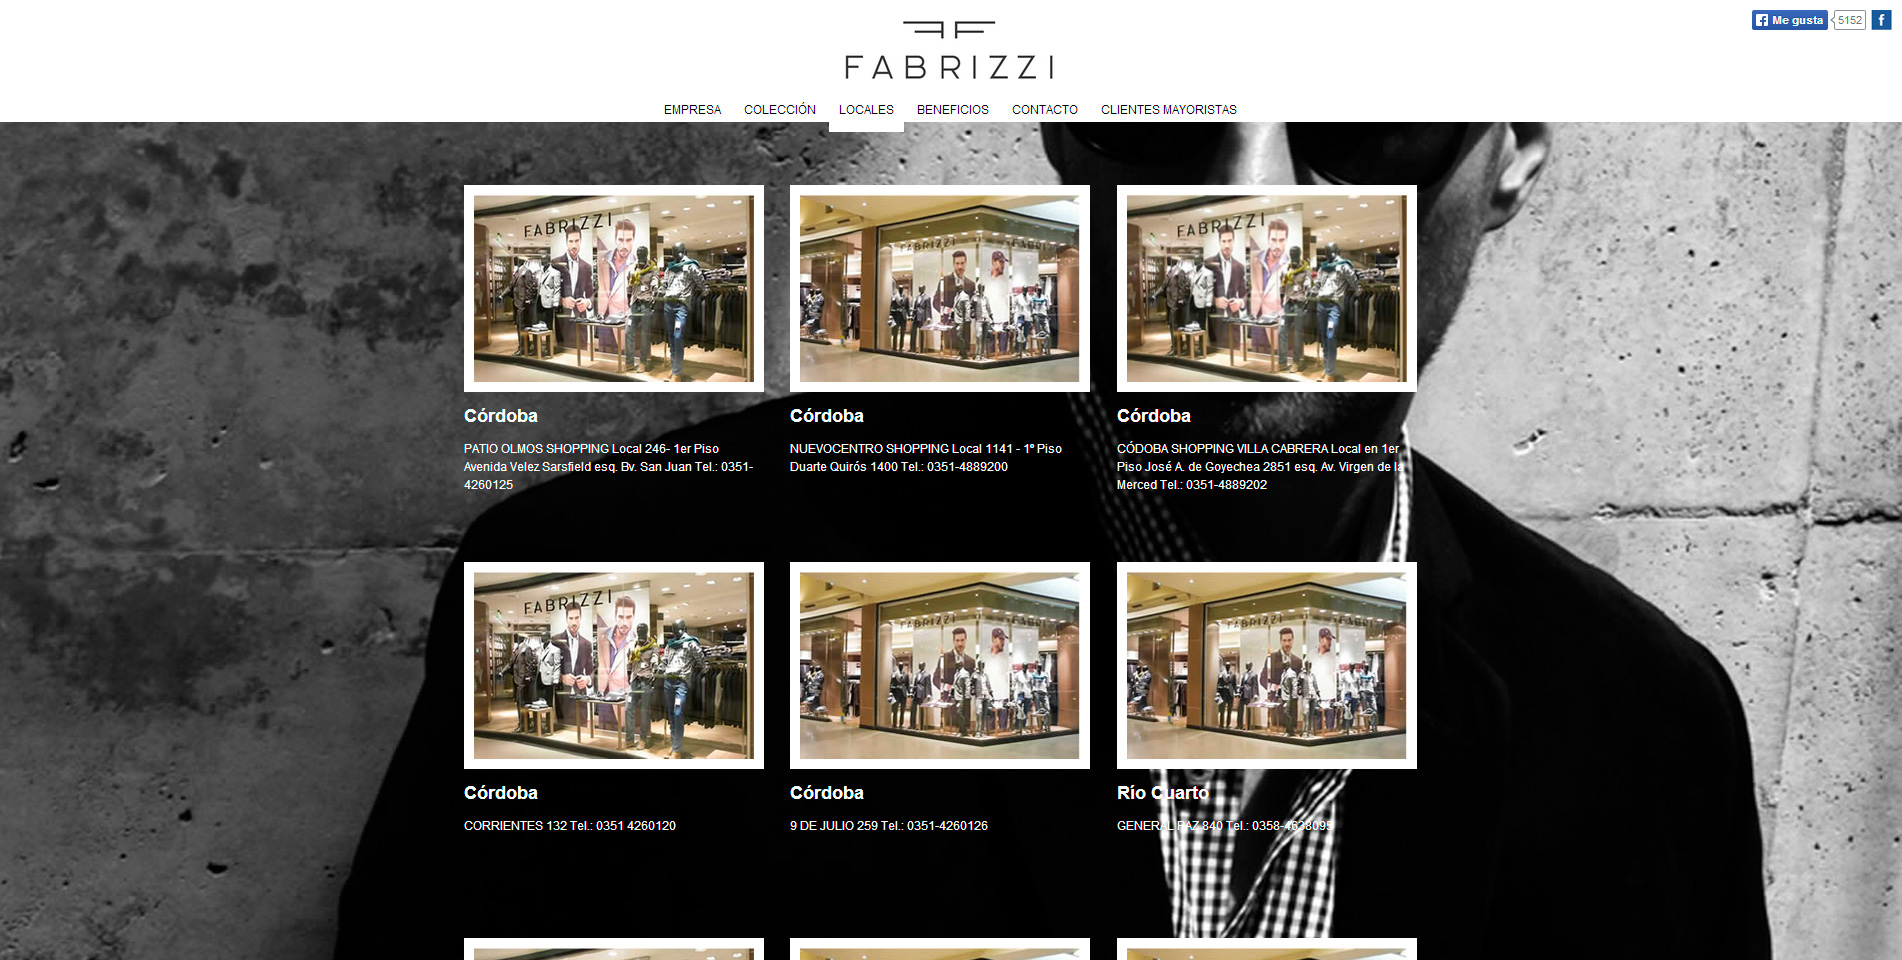 Me gusta 5152 f
FABRIZZI
EMPRESA COLECCIÓN LOCALES BENEFICIOS CONTACTO CLIENTES MAYORISTAS
FABRIZZI
FABRIZZI
FABRIZZI
FABRIZZI
Córdoba
PATIO OLMOS SHOPPING Local 246- 1er Piso
Avenida Velez Sarsfield esq. Bv. San Juan Tel.: 0351-
4260125
Córdoba
NUEVOCENTRO SHOPPING Local 1141 - 1º Piso
Duarte Quirós 1400 Tel.: 0351-4889200
Córdoba
CÓDOBA SHOPPING VILLA CABRERA Local en 1er
Piso José A. de Goyechea 2851 esq. Av. Virgen de la
Merced Tel.: 0351-4889202
FABRIZZI
FABRIZZI
FABRIZZI
FABRIZZI
FABRIZZI
Córdoba
CORRIENTES 132 Tel.: 0351 4260120
Córdoba
9 DE JULIO 259 Tel.: 0351-4260126
Río Cuarto
GENERAL PAZ 840 Tel.: 0358-4638095